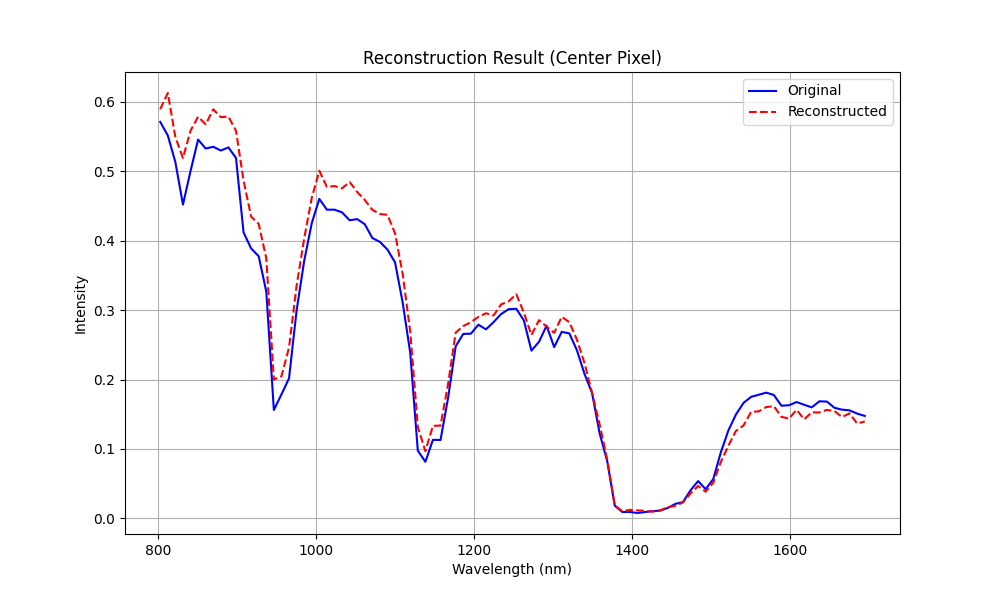 Reconstruction Result (Center Pixel)
Original
Reconstructed
0.6
0.5
0.4
0.3
0.2
0.1
0.0
Intensity
800
1000
1200
1400
1600
Wavelength (nm)